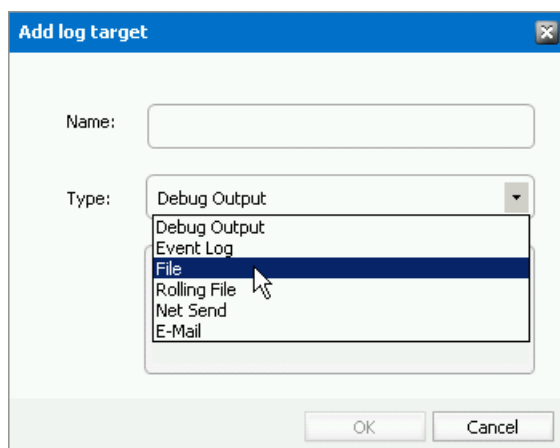 Add log target
Name:
Type: Debug Output
Debug Output
Event Log
File
Rolling File
Net Send
E-Mail
OK Cancel